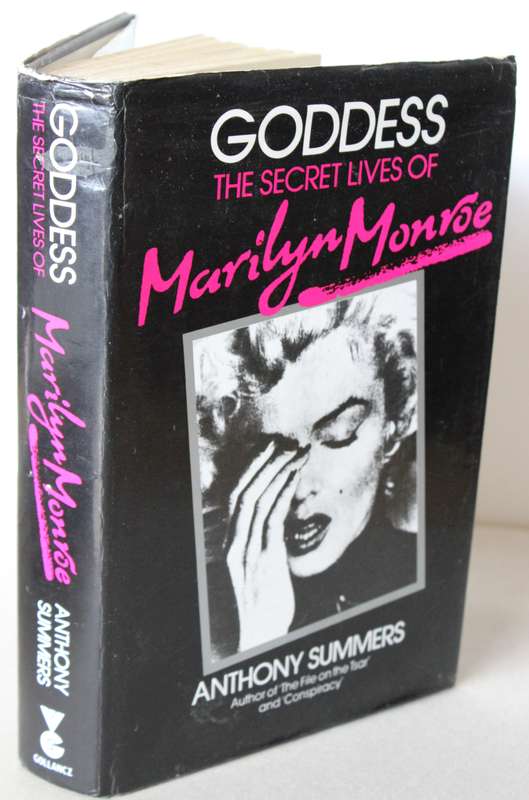 GODDESS
THE SECRET LIVES OF
Marilyn Monroe
ANTHONY SUMMERS
Author of 'The File on the Tsar'
and 'Conspiracy'
GODDESS
THE SECRET LIVES OF
Marilyn Monroe
ANTHONY
SUMMERS
GOLLANCZ